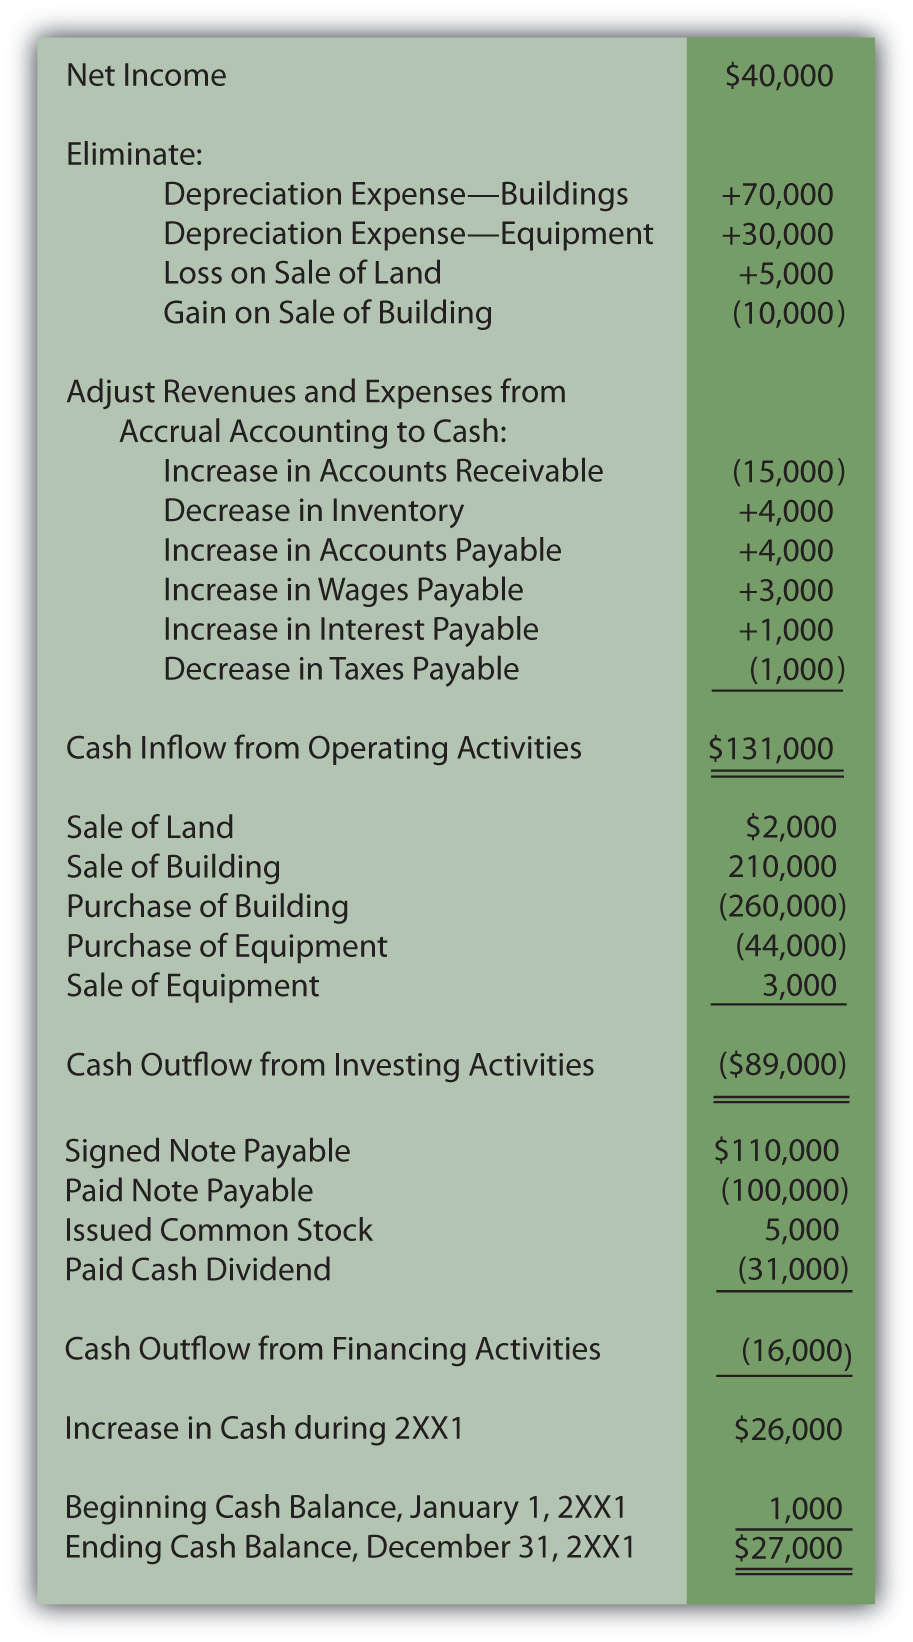 Net Income $40,000
Eliminate:
Depreciation Expense—Buildings +70,000
Depreciation Expense—Equipment +30,000
Loss on Sale of Land +5,000
Gain on Sale of Building (10,000)
Adjust Revenues and Expenses from
Accrual Accounting to Cash:
Increase in Accounts Receivable (15,000)
Decrease in Inventory +4,000
Increase in Accounts Payable +4,000
Increase in Wages Payable +3,000
Increase in Interest Payable +1,000
Decrease in Taxes Payable (1,000)
Cash Inflow from Operating Activities $131,000
Sale of Land $2,000
Sale of Building 210,000
Purchase of Building (260,000)
Purchase of Equipment (44,000)
Sale of Equipment 3,000
Cash Outflow from Investing Activities ($89,000)
Signed Note Payable $110,000
Paid Note Payable (100,000)
Issued Common Stock 5,000
Paid Cash Dividend (31,000)
Cash Outflow from Financing Activities (16,000)
Increase in Cash during 2XX1 $26,000
Beginning Cash Balance, January 1, 2XX1 1,000
Ending Cash Balance, December 31, 2XX1 $27,000